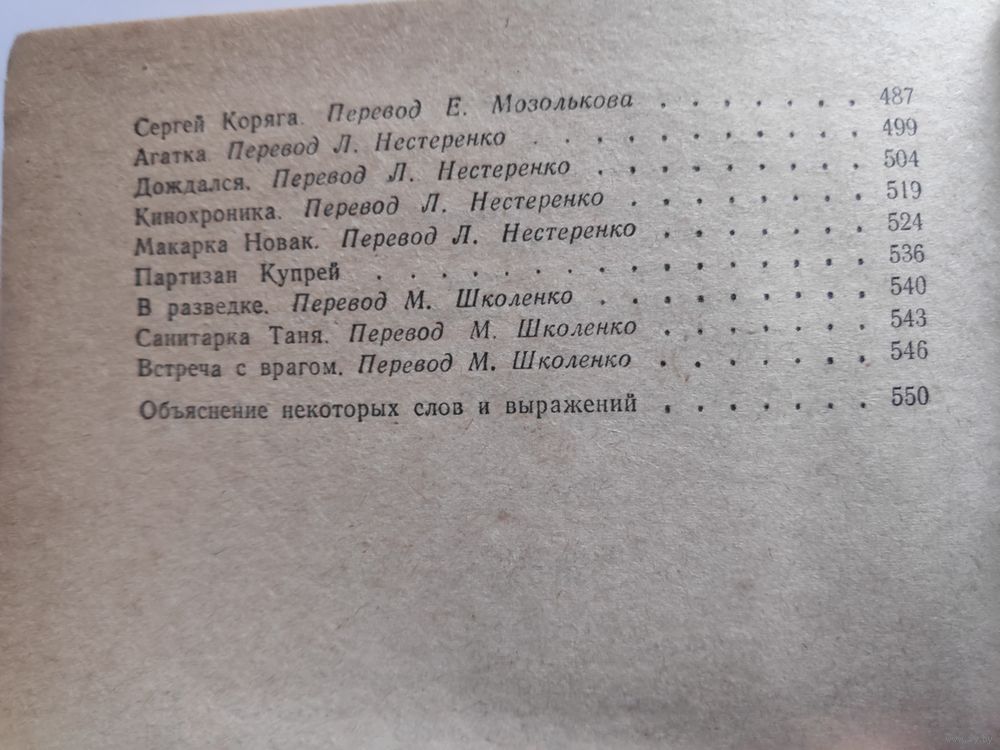 Сергей Коряга. Перевод Е. Мозолькова . . . . . . . 487
Агатка. Перевод Л. Нестеренко . . . . . . . . . . . 499
Дождался. Перевод Л. Нестеренко . . . . . . . . . 504
Кинохроника. Перевод Л. Нестеренко . . . . . . . . 519
Макарка Новак. Перевод Л. Нестеренко . . . . . . . 524
Партизан Купрей . . . . . . . . . . . . . . . . 536
В разведке. Перевод М. Школенко . . . . . . . . . 540
Санитарка Таня. Перевод М. Школенко . . . . . . . 543
Встреча с врагом. Перевод М. Школенко . . . . . . . 546
Объяснение некоторых слов и выражений . . . . . . . 550